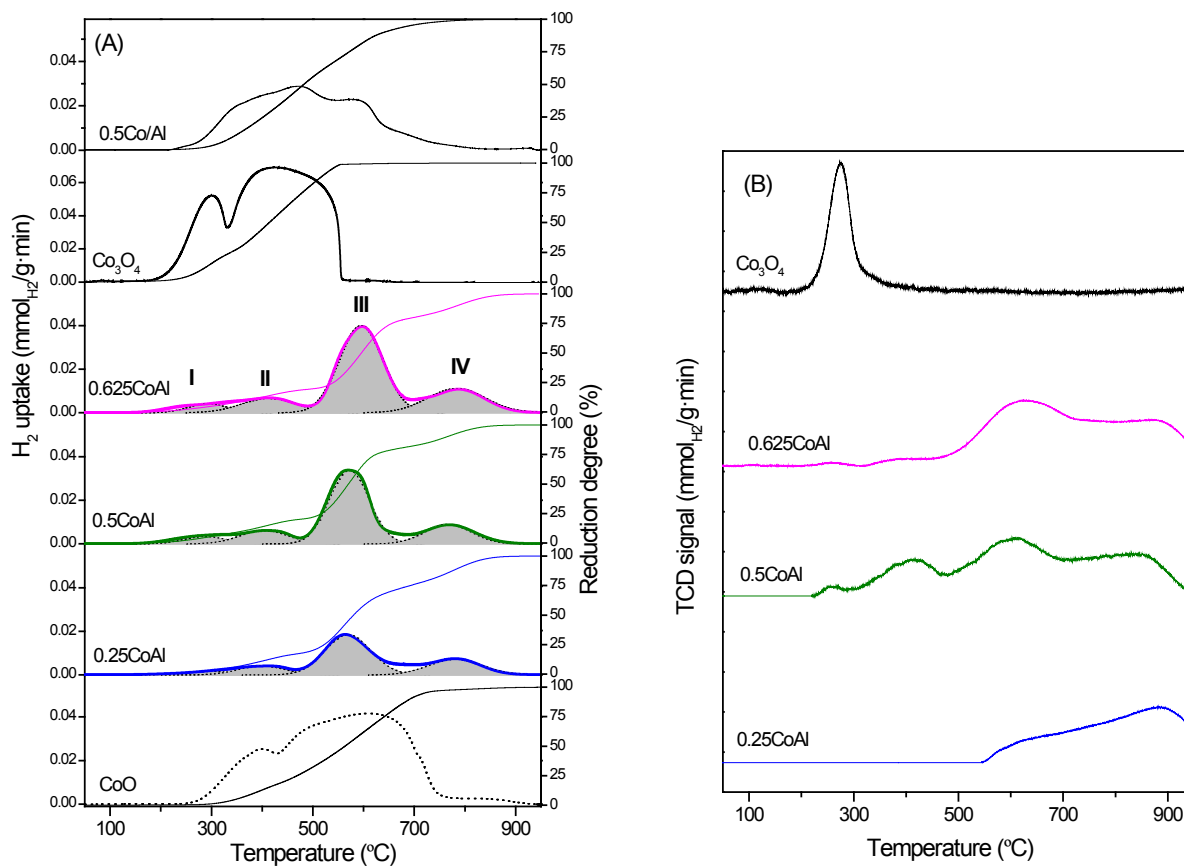 (A)
H₂ uptake (mmol_H2/g·min)
Reduction degree (%)
0.04
0.02
0.00
100
75
50
25
0
0.5Co/Al
0.06
0.04
0.02
0.00
100
75
50
25
0
Co₃O₄
0.04
0.02
0.00
100
75
50
25
0
I
II
III
IV
0.625CoAl
0.04
0.02
0.00
100
75
50
25
0
0.5CoAl
0.04
0.02
0.00
100
75
50
25
0
0.25CoAl
0.04
0.02
0.00
100
75
50
25
0
CoO
100 300 500 700 900
Temperature (ºC)
(B)
TCD signal (mmol_H2/g·min)
Co₃O₄
0.625CoAl
0.5CoAl
0.25CoAl
100 300 500 700 900
Temperature (ºC)